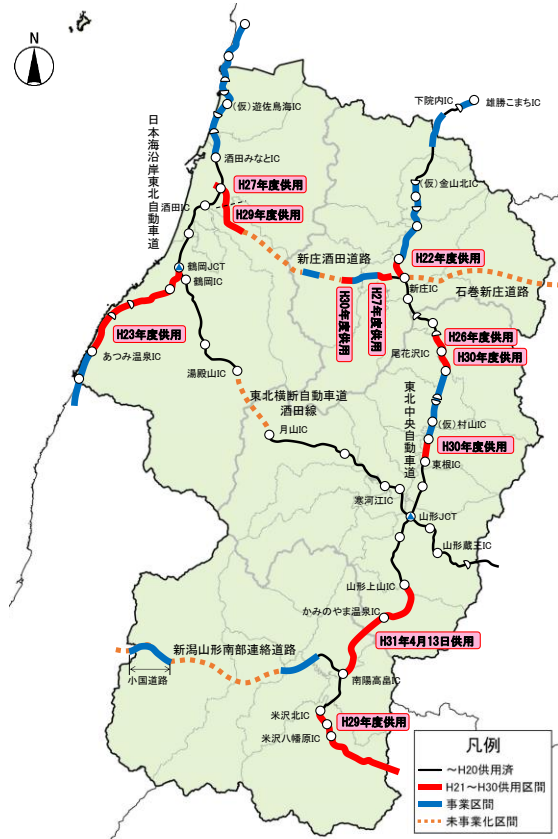 N
下院内IC
雄勝こまちIC
(仮)遊佐鳥海IC
日本海沿岸東北自動車道
酒田みなとIC
(仮)金山北IC
H27年度供用
酒田IC
H29年度供用
新庄酒田道路
H22年度供用
鶴岡JCT
鶴岡IC
新庄IC
石巻新庄道路
H30年度供用
H27年度供用
H23年度供用
H26年度供用
尾花沢IC
H30年度供用
あつみ温泉IC
湯殿山IC
東北横断自動車道
酒田線
東北中央自動車道
(仮)村山IC
月山IC
H30年度供用
東根IC
寒河江IC
山形JCT
山形蔵王IC
山形上山IC
かみのやま温泉IC
H31年4月13日供用
新潟山形南部連絡道路
小国道路
南陽高畠IC
米沢北IC
H29年度供用
米沢八幡原IC
凡例
～H20供用済
H21～H30供用区間
事業区間
未事業化区間